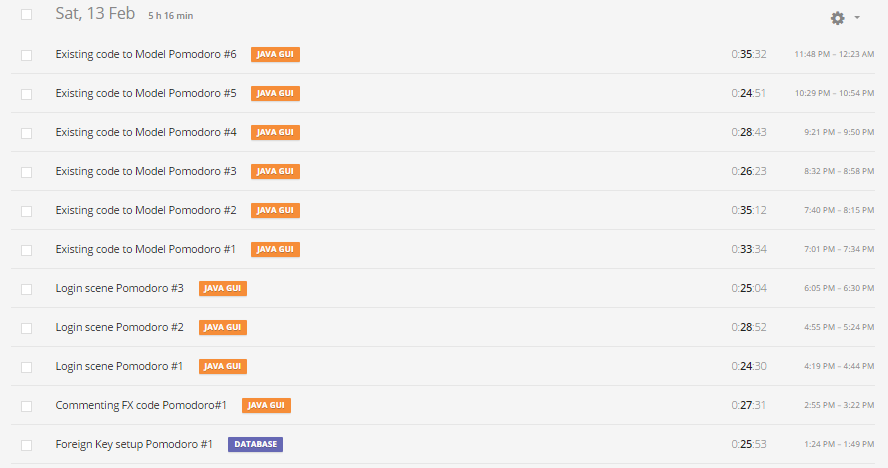 Sat, 13 Feb 5 h 16 min
Existing code to Model Pomodoro #6 JAVA GUI 0:35:32 11:48 PM – 12:23 AM
Existing code to Model Pomodoro #5 JAVA GUI 0:24:51 10:29 PM – 10:54 PM
Existing code to Model Pomodoro #4 JAVA GUI 0:28:43 9:21 PM – 9:50 PM
Existing code to Model Pomodoro #3 JAVA GUI 0:26:23 8:32 PM – 8:58 PM
Existing code to Model Pomodoro #2 JAVA GUI 0:35:12 7:40 PM – 8:15 PM
Existing code to Model Pomodoro #1 JAVA GUI 0:33:34 7:01 PM – 7:34 PM
Login scene Pomodoro #3 JAVA GUI 0:25:04 6:05 PM – 6:30 PM
Login scene Pomodoro #2 JAVA GUI 0:28:52 4:55 PM – 5:24 PM
Login scene Pomodoro #1 JAVA GUI 0:24:30 4:19 PM – 4:44 PM
Commenting FX code Pomodoro#1 JAVA GUI 0:27:31 2:55 PM – 3:22 PM
Foreign Key setup Pomodoro #1 DATABASE 0:25:53 1:24 PM – 1:49 PM